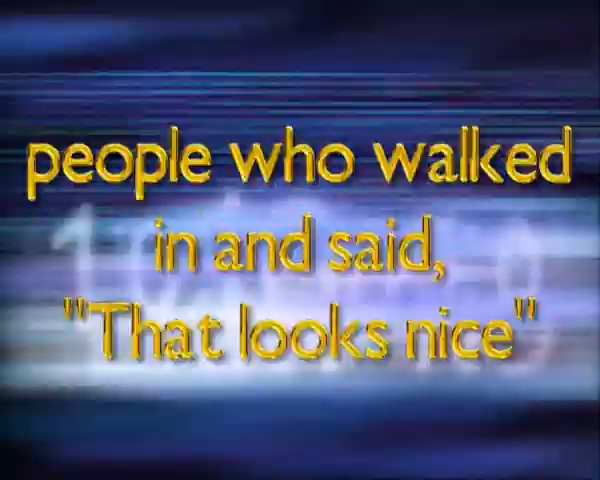 people who walked
in and said,
"That looks nice"